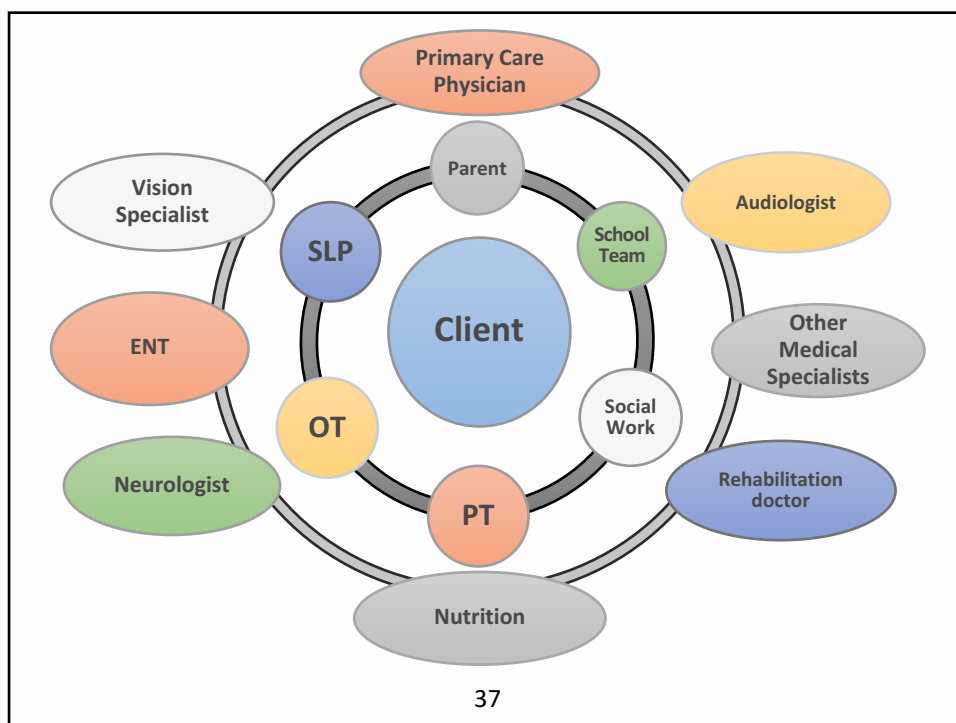 Primary Care
Physician
Parent
Vision
Specialist
Audiologist
SLP
School
Team
Client
ENT
Other
Medical
Specialists
OT
Social
Work
Neurologist
PT
Rehabilitation
doctor
Nutrition
37